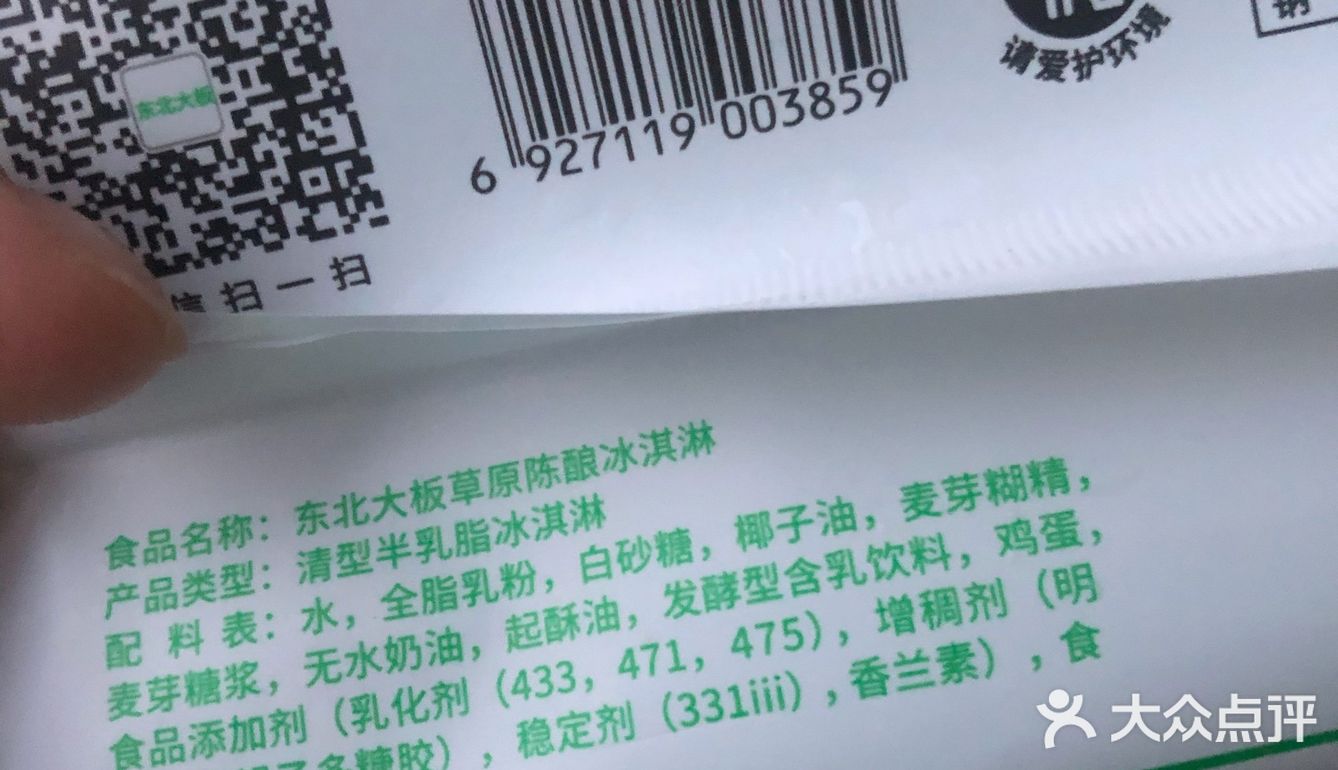 东北大板
6 927119 003859
请爱护环境
信扫一扫
食品名称：东北大板草原陈酿冰淇淋
产品类型：清型半乳脂冰淇淋
配 料 表：水，全脂乳粉，白砂糖，椰子油，麦芽糊精，
麦芽糖浆，无水奶油，起酥油，发酵型含乳饮料，鸡蛋，
食品添加剂（乳化剂（433，471，475），增稠剂（明
多糖胶），稳定剂（331iii），香兰素），食
大众点评